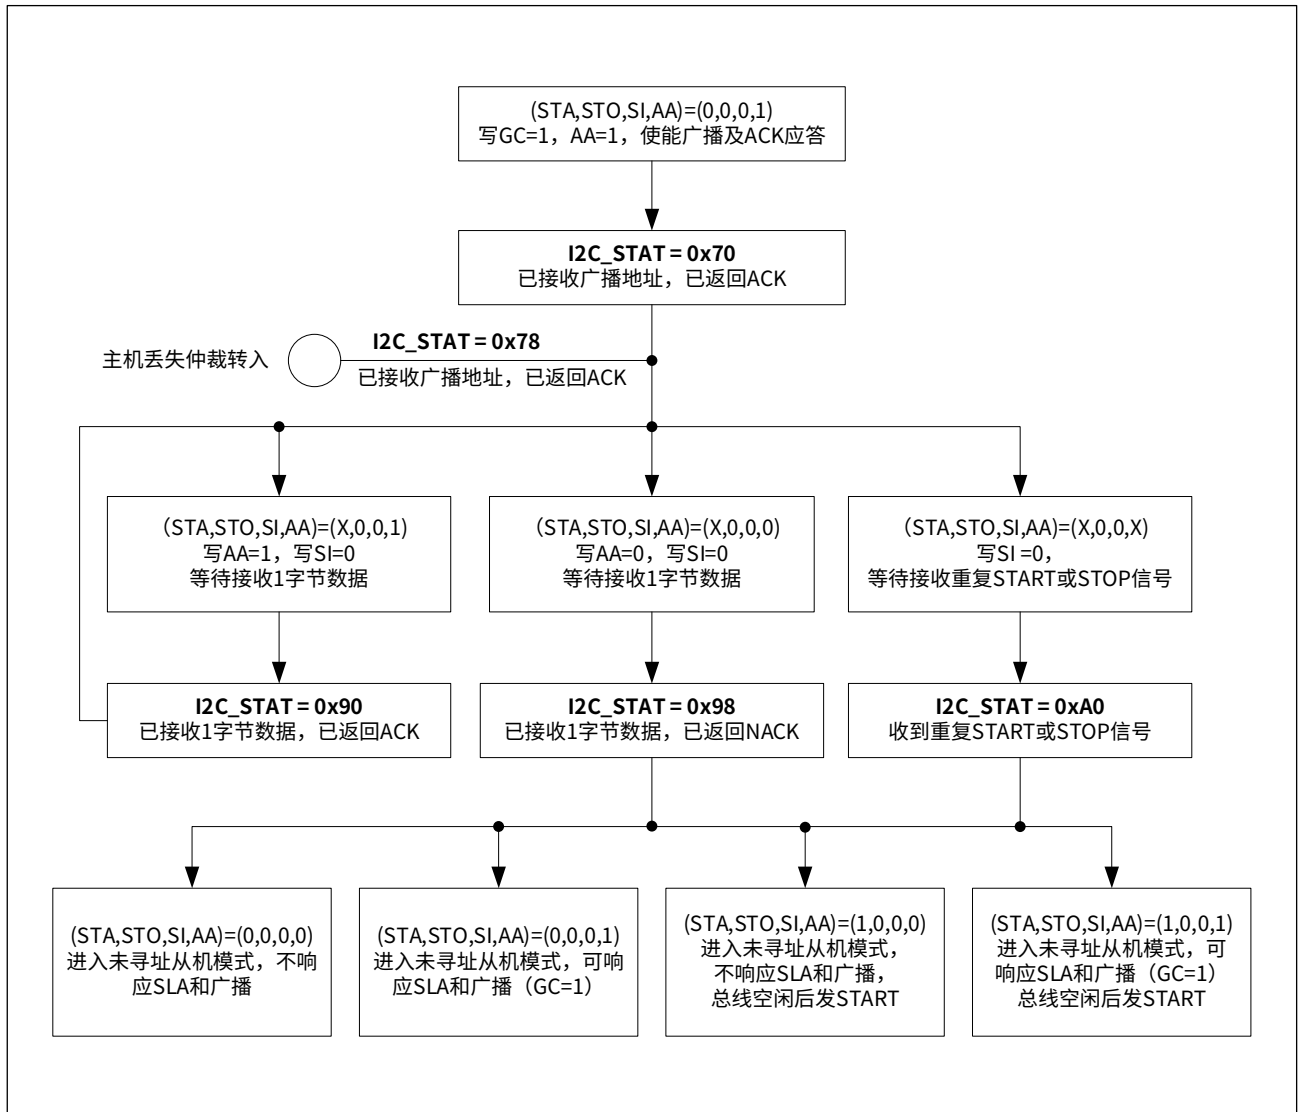 (STA,STO,SI,AA)=(0,0,0,1)
写GC=1，AA=1，使能广播及ACK应答
I2C_STAT = 0x70
已接收广播地址，已返回ACK
I2C_STAT = 0x78
主机丢失仲裁转入
已接收广播地址，已返回ACK
（STA,STO,SI,AA)=(X,0,0,1)
写AA=1，写SI=0
等待接收1字节数据
（STA,STO,SI,AA)=(X,0,0,0)
写AA=0，写SI=0
等待接收1字节数据
（STA,STO,SI,AA)=(X,0,0,X)
写SI =0，
等待接收重复START或STOP信号
I2C_STAT = 0x90
已接收1字节数据，已返回ACK
I2C_STAT = 0x98
已接收1字节数据，已返回NACK
I2C_STAT = 0xA0
收到重复START或STOP信号
(STA,STO,SI,AA)=(0,0,0,0)
进入未寻址从机模式，不响
应SLA和广播
(STA,STO,SI,AA)=(0,0,0,1)
进入未寻址从机模式，可响
应SLA和广播（GC=1）
(STA,STO,SI,AA)=(1,0,0,0)
进入未寻址从机模式，
不响应SLA和广播，
总线空闲后发START
(STA,STO,SI,AA)=(1,0,0,1)
进入未寻址从机模式，可
响应SLA和广播（GC=1）
总线空闲后发START